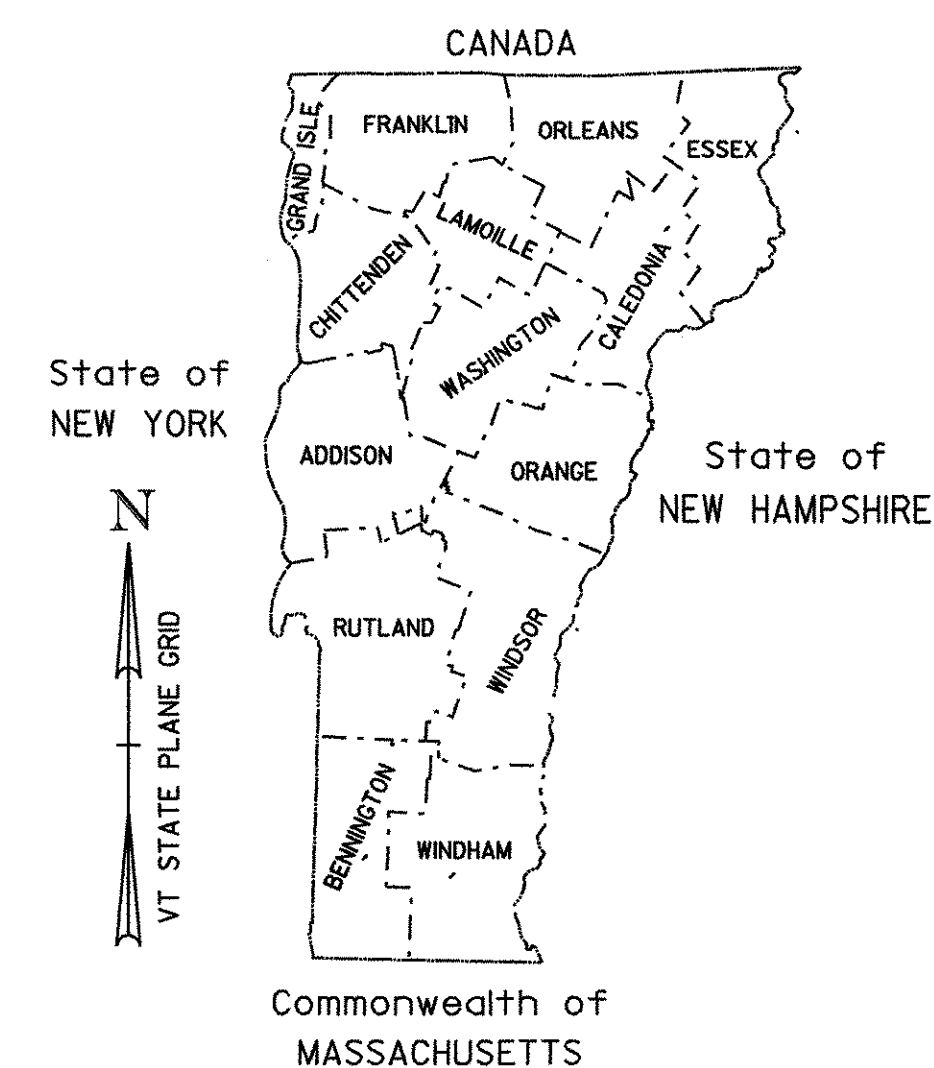 CANADA
FRANKLIN
ORLEANS
ESSEX
GRAND ISLE
LAMOILLE
CHITTENDEN
CALEDONIA
WASHINGTON
State of
NEW YORK
ADDISON
ORANGE
State of
NEW HAMPSHIRE
N
VT STATE PLANE GRID
RUTLAND
WINDSOR
BENNINGTON
WINDHAM
Commonwealth of
MASSACHUSETTS